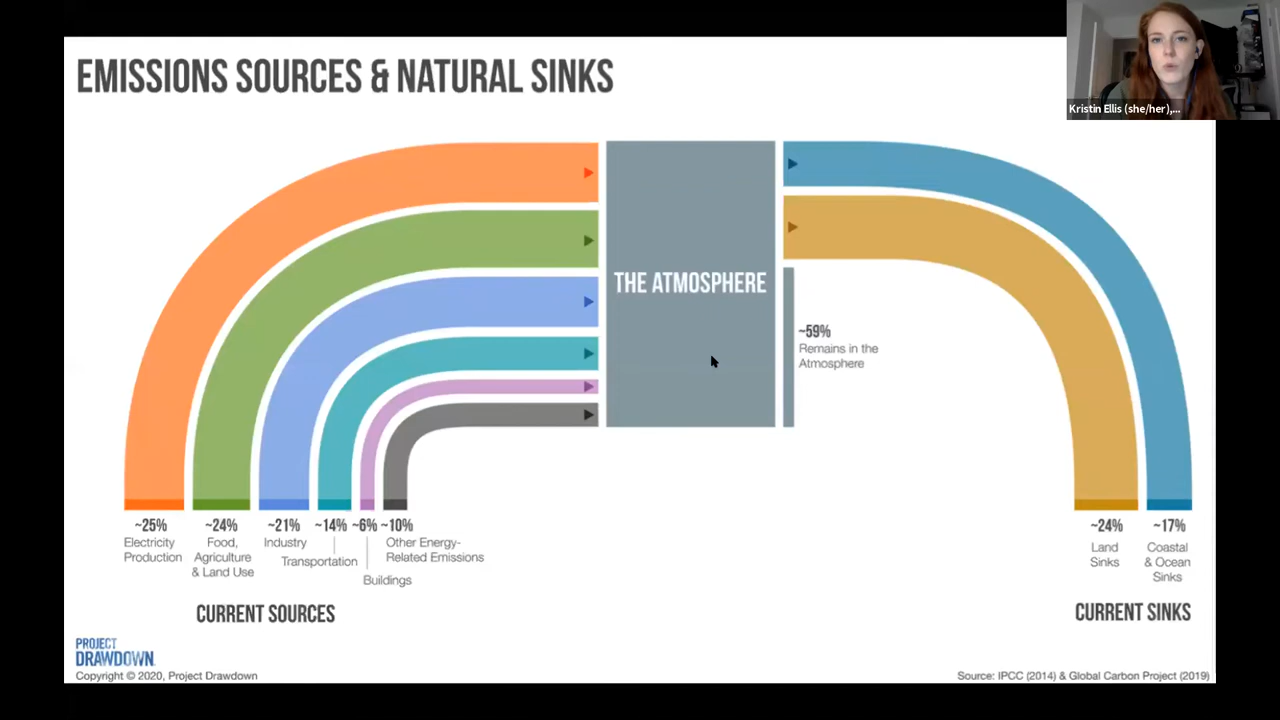 EMISSIONS SOURCES & NATURAL SINKS
Kristin Ellis (she/her),...
THE ATMOSPHERE
~59%
Remains in the
Atmosphere
~25%
Electricity
Production
~24%
Food,
Agriculture
& Land Use
~21%
Industry
~14%
Transportation
~6%
Buildings
~10%
Other Energy-
Related Emissions
CURRENT SOURCES
~24%
Land
Sinks
~17%
Coastal
& Ocean
Sinks
CURRENT SINKS
PROJECT
DRAWDOWN.
Copyright © 2020, Project Drawdown
Source: IPCC (2014) & Global Carbon Project (2019)